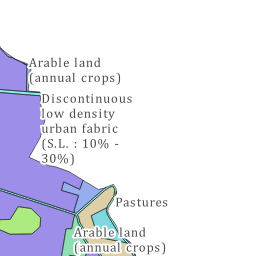 Arable land
(annual crops)
Discontinuous
low density
urban fabric
(S.L. : 10% -
30%)
Pastures
Arable land
(annual crops)